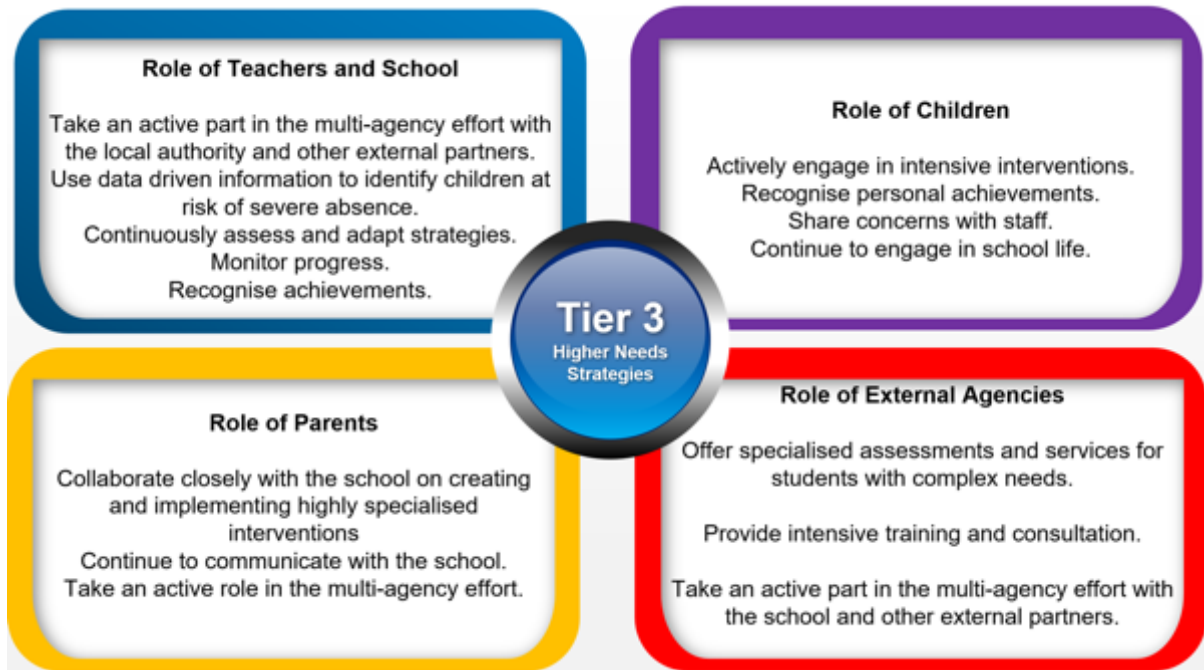 Role of Teachers and School
Take an active part in the multi-agency effort with
the local authority and other external partners.
Use data driven information to identify children at
risk of severe absence.
Continuously assess and adapt strategies.
Monitor progress.
Recognise achievements.
Role of Children
Actively engage in intensive interventions.
Recognise personal achievements.
Share concerns with staff.
Continue to engage in school life.
Tier 3
Higher Needs
Strategies
Role of Parents
Collaborate closely with the school on creating
and implementing highly specialised
interventions
Continue to communicate with the school.
Take an active role in the multi-agency effort.
Role of External Agencies
Offer specialised assessments and services for
students with complex needs.
Provide intensive training and consultation.
Take an active part in the multi-agency effort with
the school and other external partners.